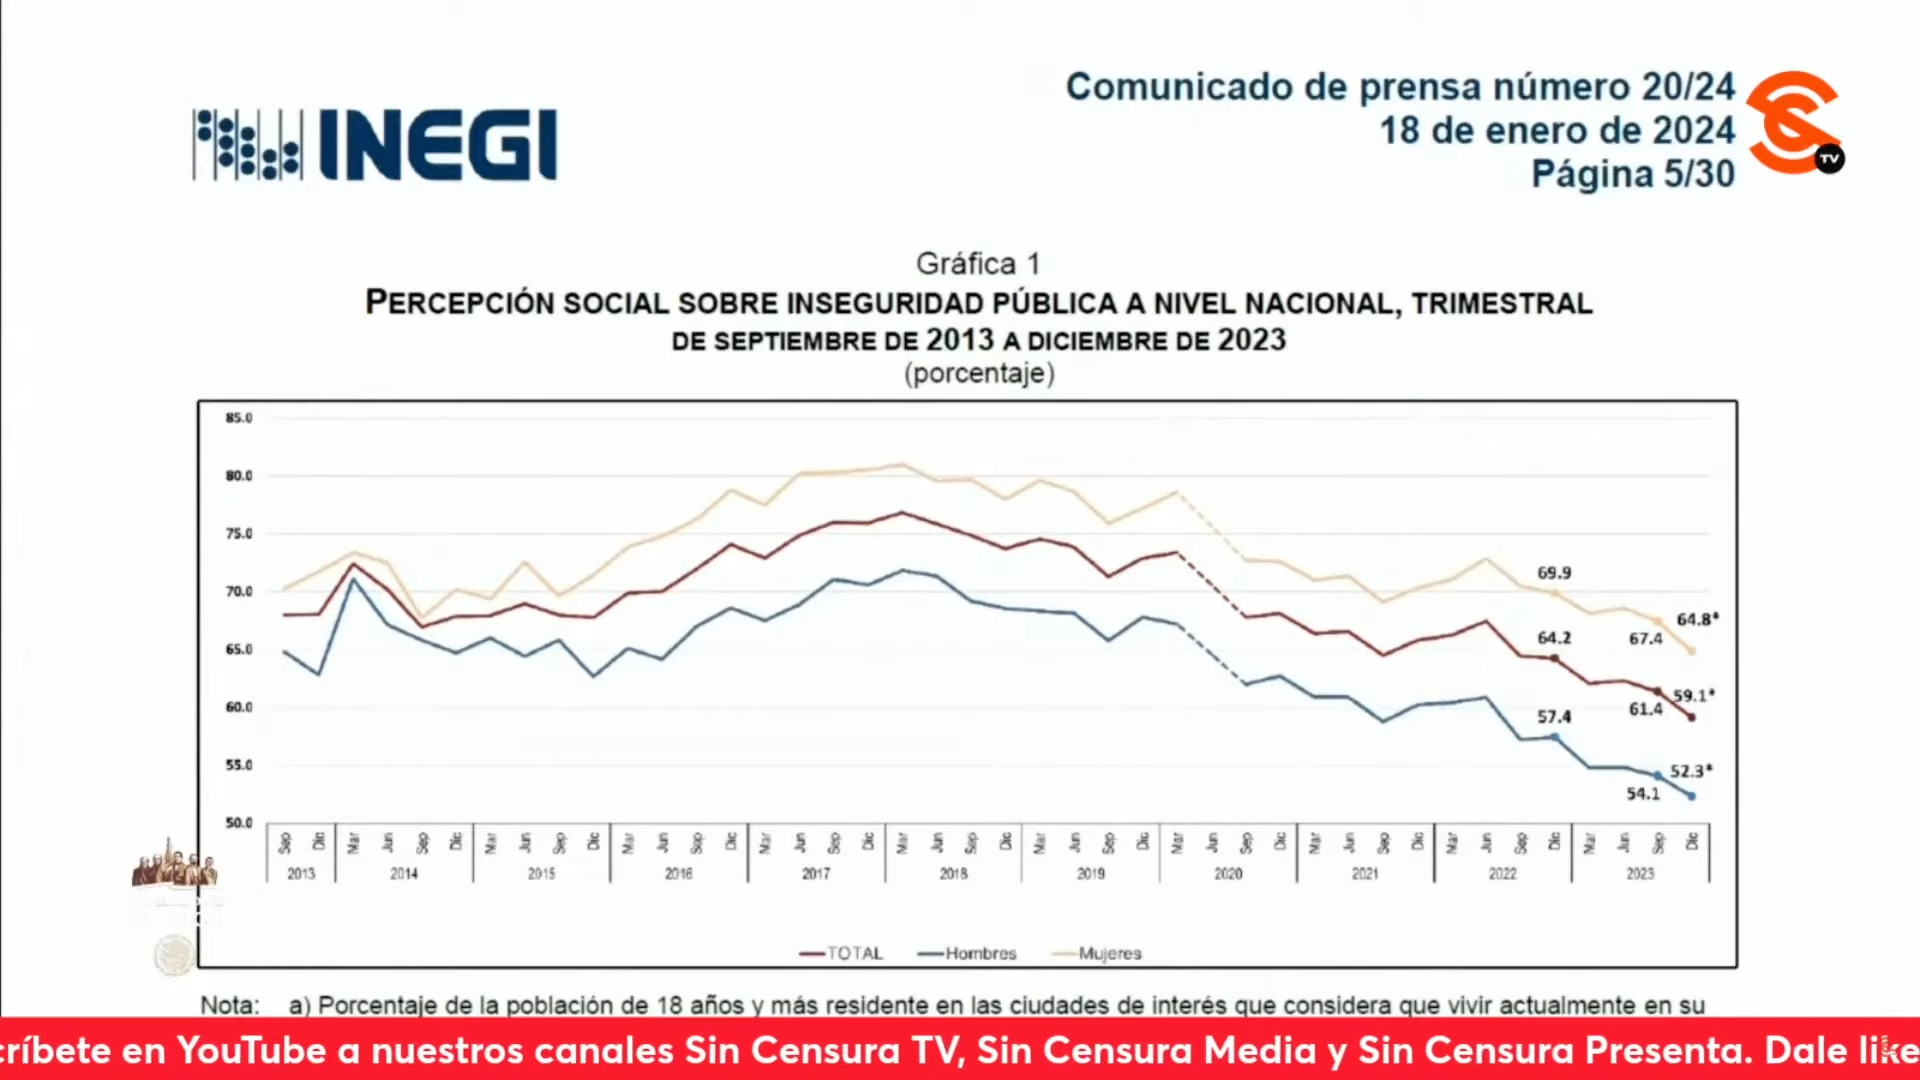 INEGI
Comunicado de prensa número 20/24
18 de enero de 2024
Página 5/30
TV
Gráfica 1
PERCEPCIÓN SOCIAL SOBRE INSEGURIDAD PÚBLICA A NIVEL NACIONAL, TRIMESTRAL
DE SEPTIEMBRE DE 2013 A DICIEMBRE DE 2023
(porcentaje)
85.0
80.0
75.0
70.0
65.0
60.0
55.0
50.0
69.9
64.8*
67.4
64.2
59.1*
61.4
57.4
52.3*
54.1
Sep Dic Mar Jun Sep Dic Mar Jun Sep Dic Mar Jun Sep Dic Mar Jun Sep Dic Mar Jun Sep Dic Mar Jun Sep Dic Mar Jun Sep Dic Mar Jun Sep Dic Mar Jun Sep Dic Mar Jun Sep Dic
2013 2014 2015 2016 2017 2018 2019 2020 2021 2022 2023
TOTAL Hombres Mujeres
Nota: a) Porcentaje de la población de 18 años y más residente en las ciudades de interés que considera que vivir actualmente en su
críbete en YouTube a nuestros canales Sin Censura TV, Sin Censura Media y Sin Censura Presenta. Dale like